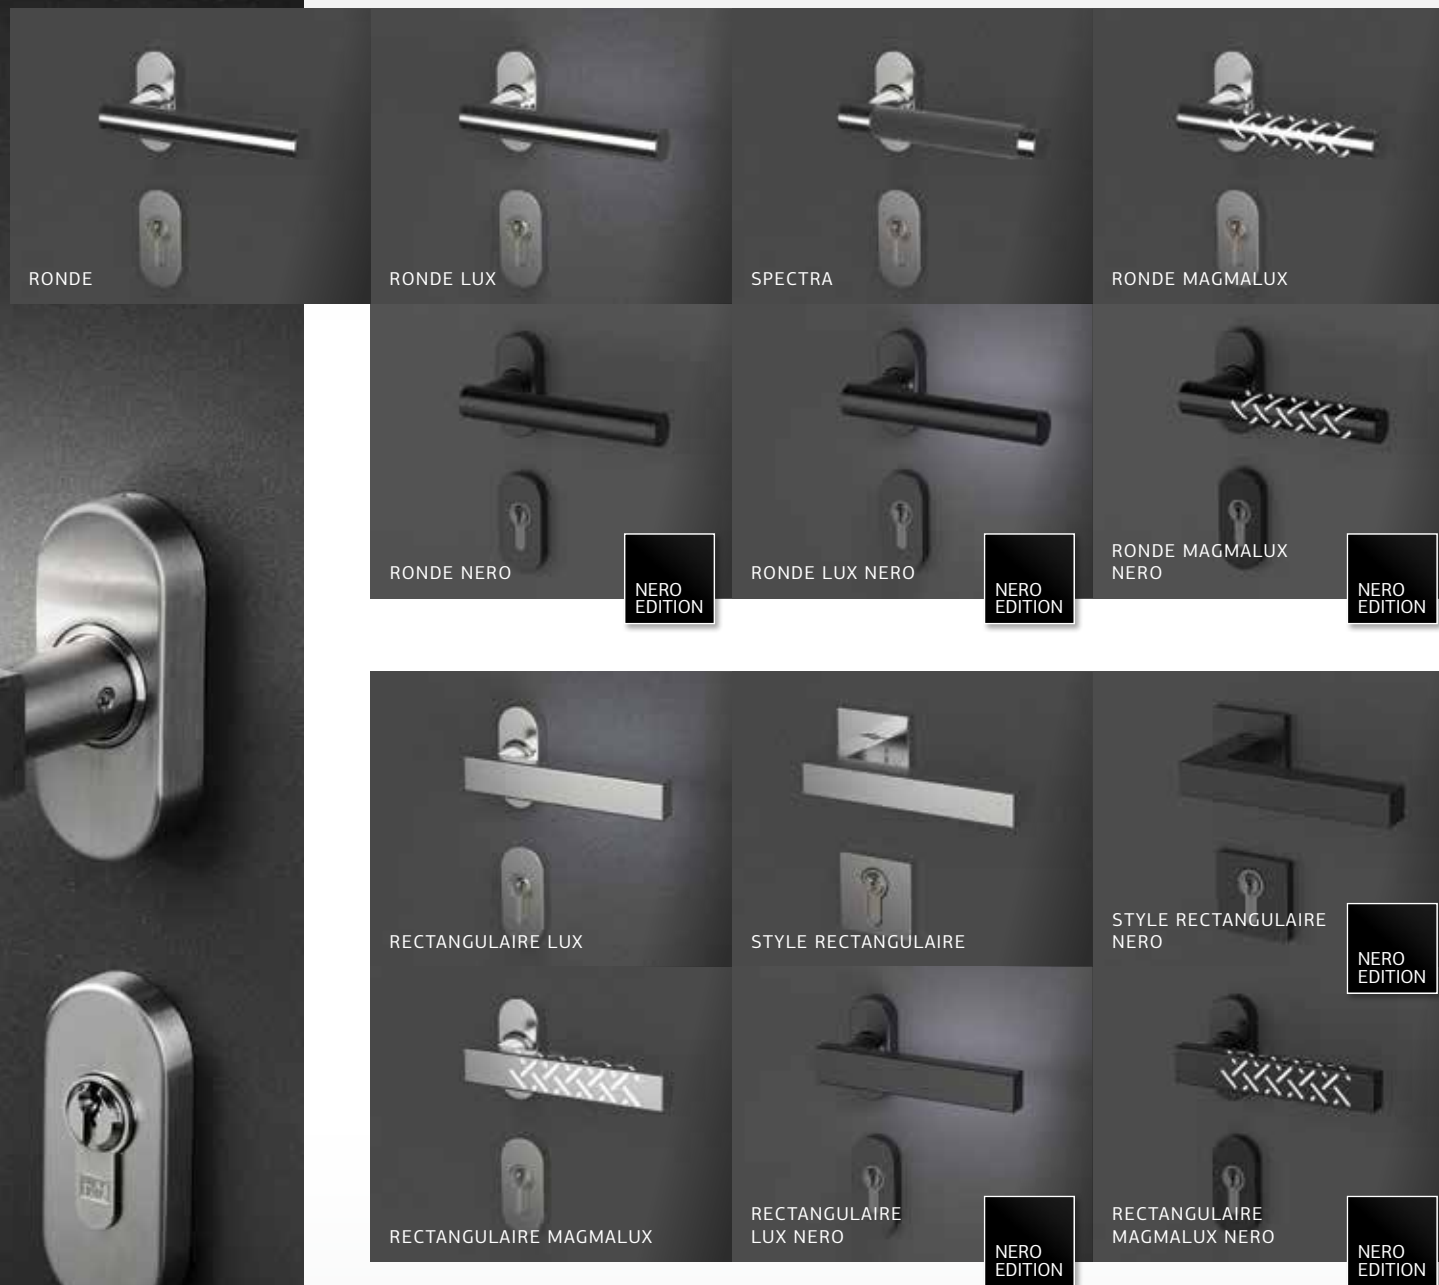 RONDE
RONDE LUX
SPECTRA
RONDE MAGMALUX
RONDE NERO
NERO
EDITION
RONDE LUX NERO
NERO
EDITION
RONDE MAGMALUX
NERO
NERO
EDITION
RECTANGULAIRE LUX
STYLE RECTANGULAIRE
STYLE RECTANGULAIRE
NERO
NERO
EDITION
RECTANGULAIRE MAGMALUX
RECTANGULAIRE
LUX NERO
NERO
EDITION
RECTANGULAIRE
MAGMALUX NERO
NERO
EDITION